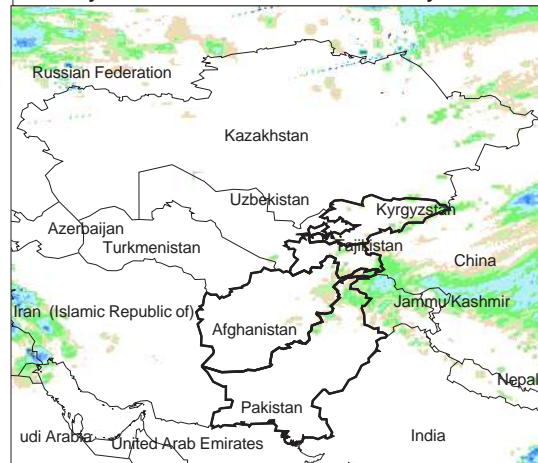 Russian Federation
Kazakhstan
Uzbekistan
Kyrgyzstan
Azerbaijan
Turkmenistan
Tajikistan
China
Iran (Islamic Republic of)
Jammu/Kashmir
Afghanistan
Nepal
Pakistan
udi Arabia
United Arab Emirates
India